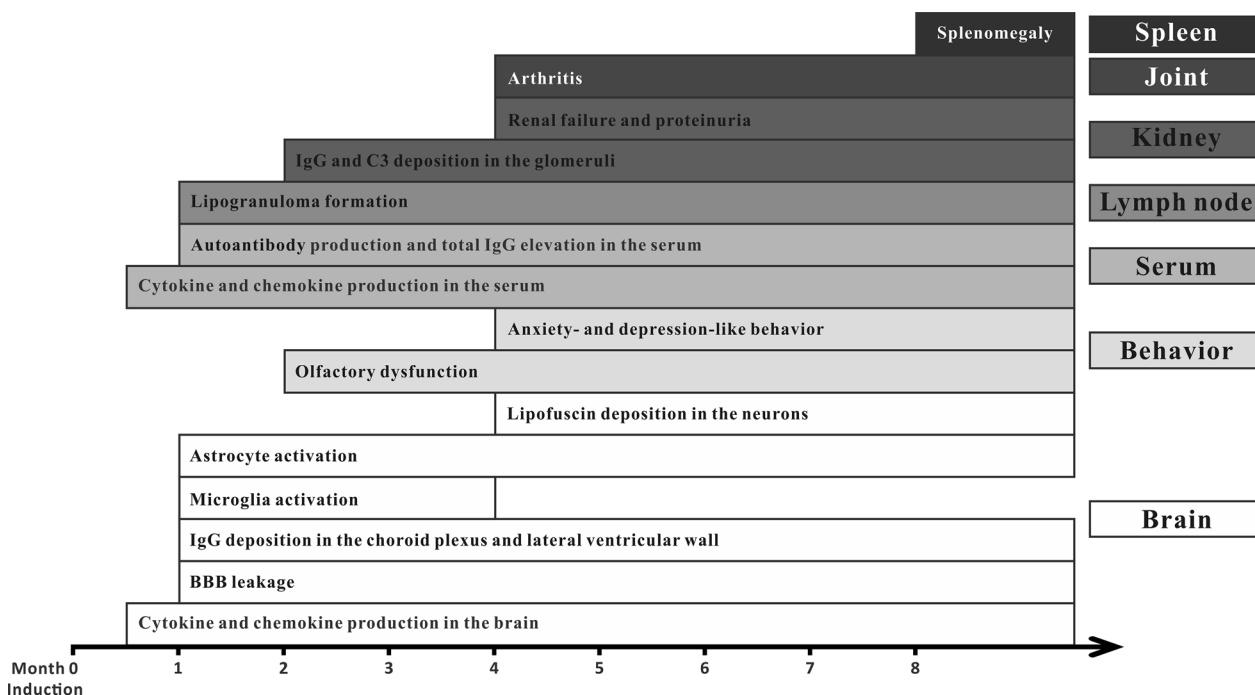 Splenomegaly
Spleen
Arthritis
Joint
Renal failure and proteinuria
Kidney
IgG and C3 deposition in the glomeruli
Lipogranuloma formation
Lymph node
Autoantibody production and total IgG elevation in the serum
Serum
Cytokine and chemokine production in the serum
Anxiety- and depression-like behavior
Behavior
Olfactory dysfunction
Lipofuscin deposition in the neurons
Astrocyte activation
Microglia activation
Brain
IgG deposition in the choroid plexus and lateral ventricular wall
BBB leakage
Cytokine and chemokine production in the brain
Month 0 1 2 3 4 5 6 7 8
Induction